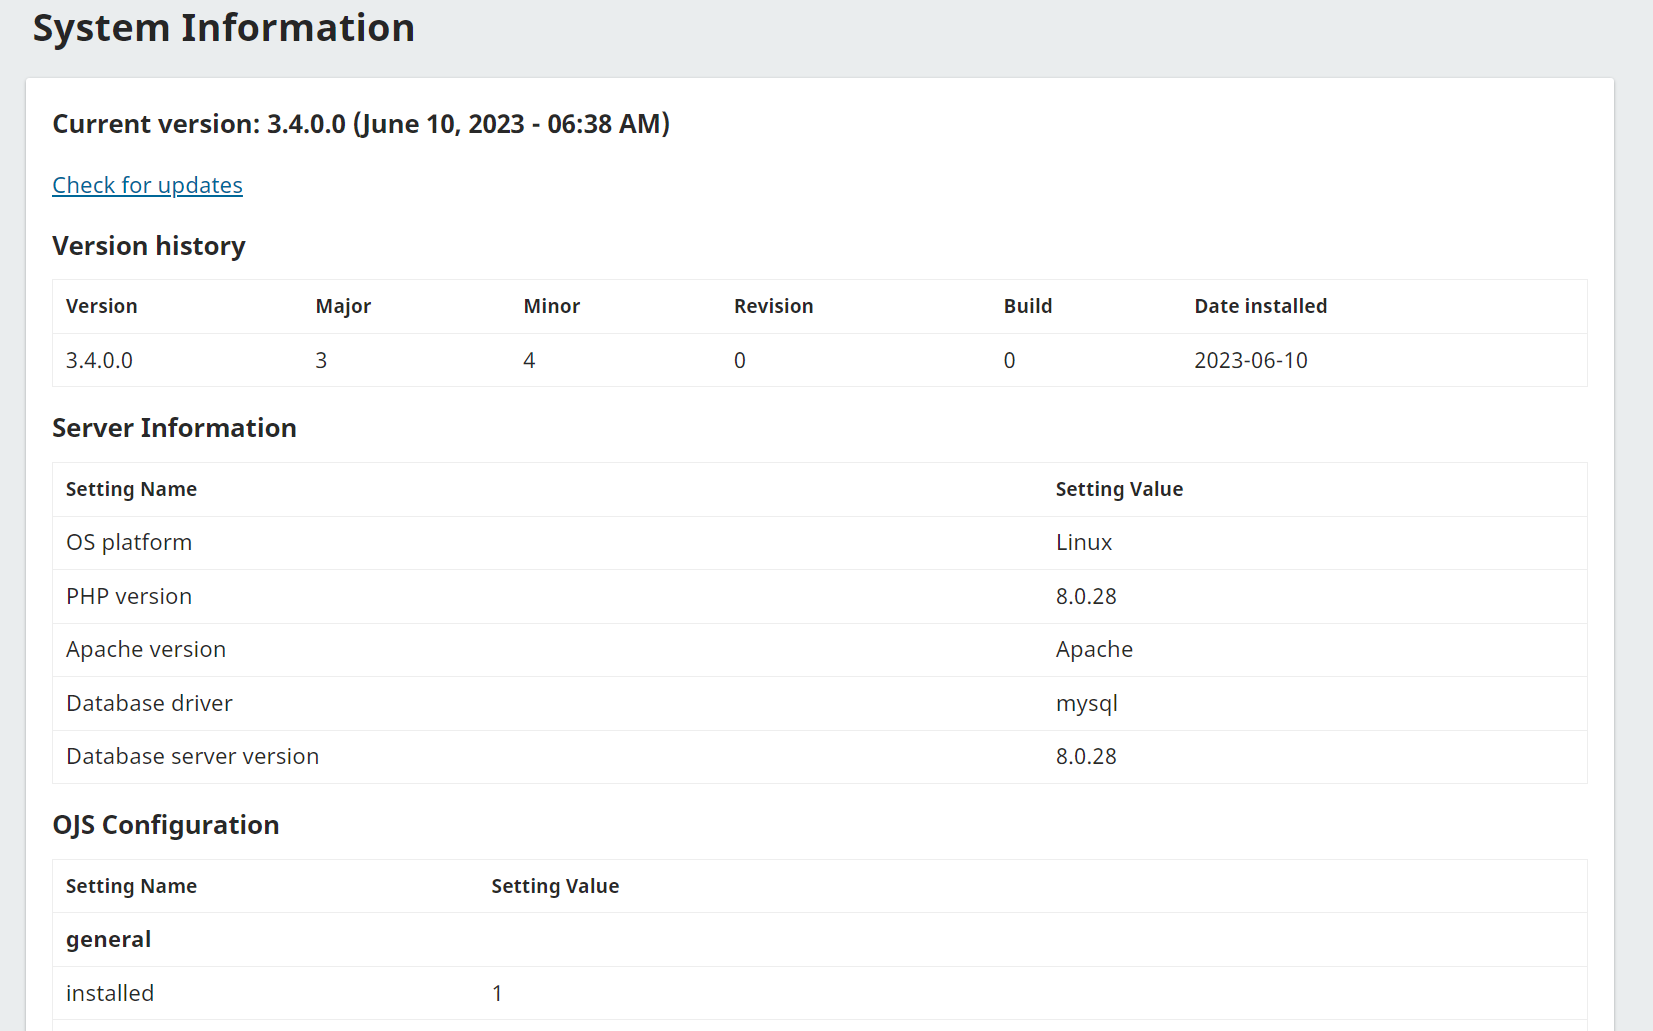 System Information
Current version: 3.4.0.0 (June 10, 2023 - 06:38 AM)
Check for updates
Version history
Version Major Minor Revision Build Date installed
3.4.0.0 3 4 0 0 2023-06-10
Server Information
Setting Name Setting Value
OS platform Linux
PHP version 8.0.28
Apache version Apache
Database driver mysql
Database server version 8.0.28
OJS Configuration
Setting Name Setting Value
general
installed 1